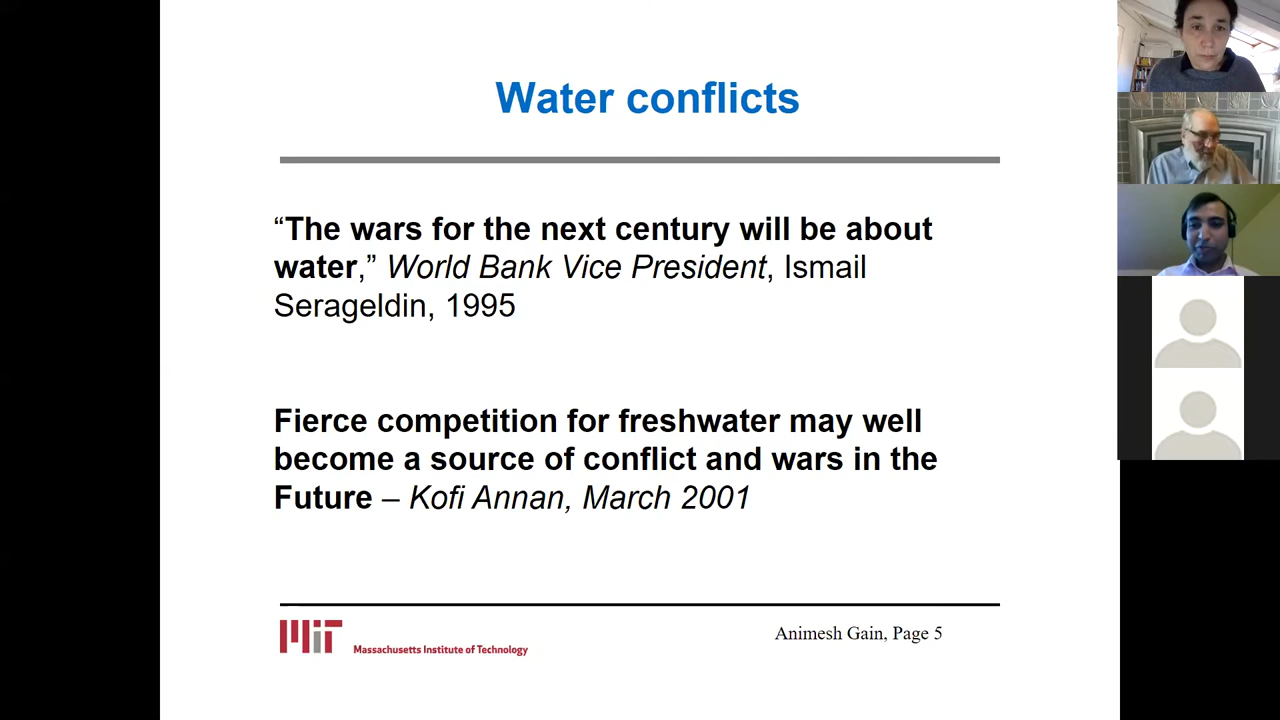 Water conflicts
“The wars for the next century will be about
water,” World Bank Vice President, Ismail
Serageldin, 1995
Fierce competition for freshwater may well
become a source of conflict and wars in the
Future – Kofi Annan, March 2001
MIT
Massachusetts Institute of Technology
Animesh Gain, Page 5